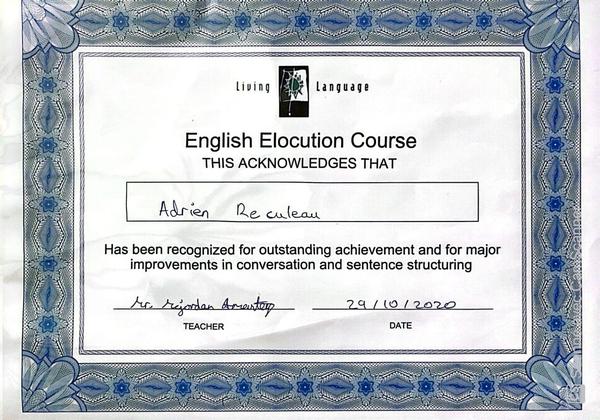 Living Language
English Elocution Course
THIS ACKNOWLEDGES THAT
Adrien Reculeau
Has been recognized for outstanding achievement and for major
improvements in conversation and sentence structuring
Mr. 29/10/2020
TEACHER DATE